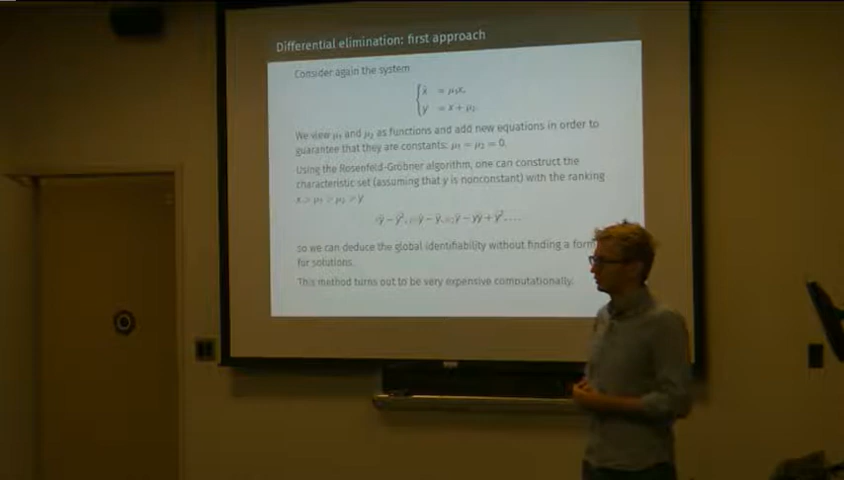 Differential elimination: first approach
Consider again the system
ẋ = μ₁x,
y = x + μ₂.
We view μ₁ and μ₂ as functions and add new equations in order to
guarantee that they are constants: μ̇₁ = μ̇₂ = 0.
Using the Rosenfeld-Gröbner algorithm, one can construct the
characteristic set (assuming that y is nonconstant) with the ranking
x > μ₁ > μ₂ > y
so we can deduce the global identifiability without finding a
for solutions.
This method turns out to be very expensive computationally.